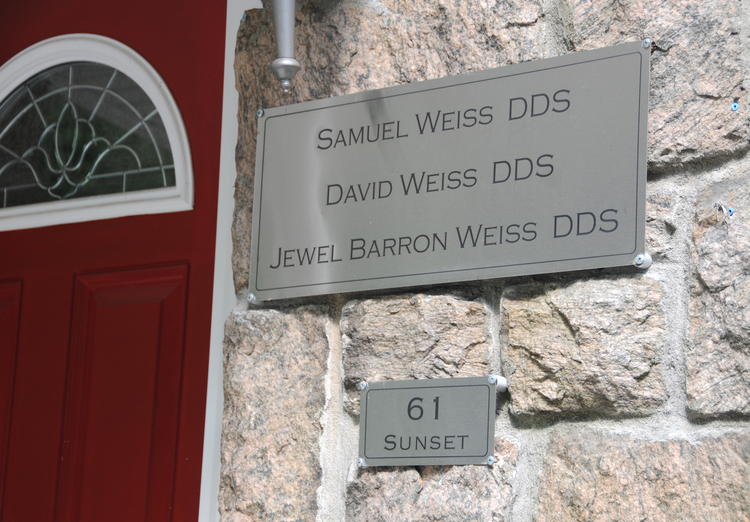 SAMUEL WEISS DDS
DAVID WEISS DDS
JEWEL BARRON WEISS DDS
61
SUNSET